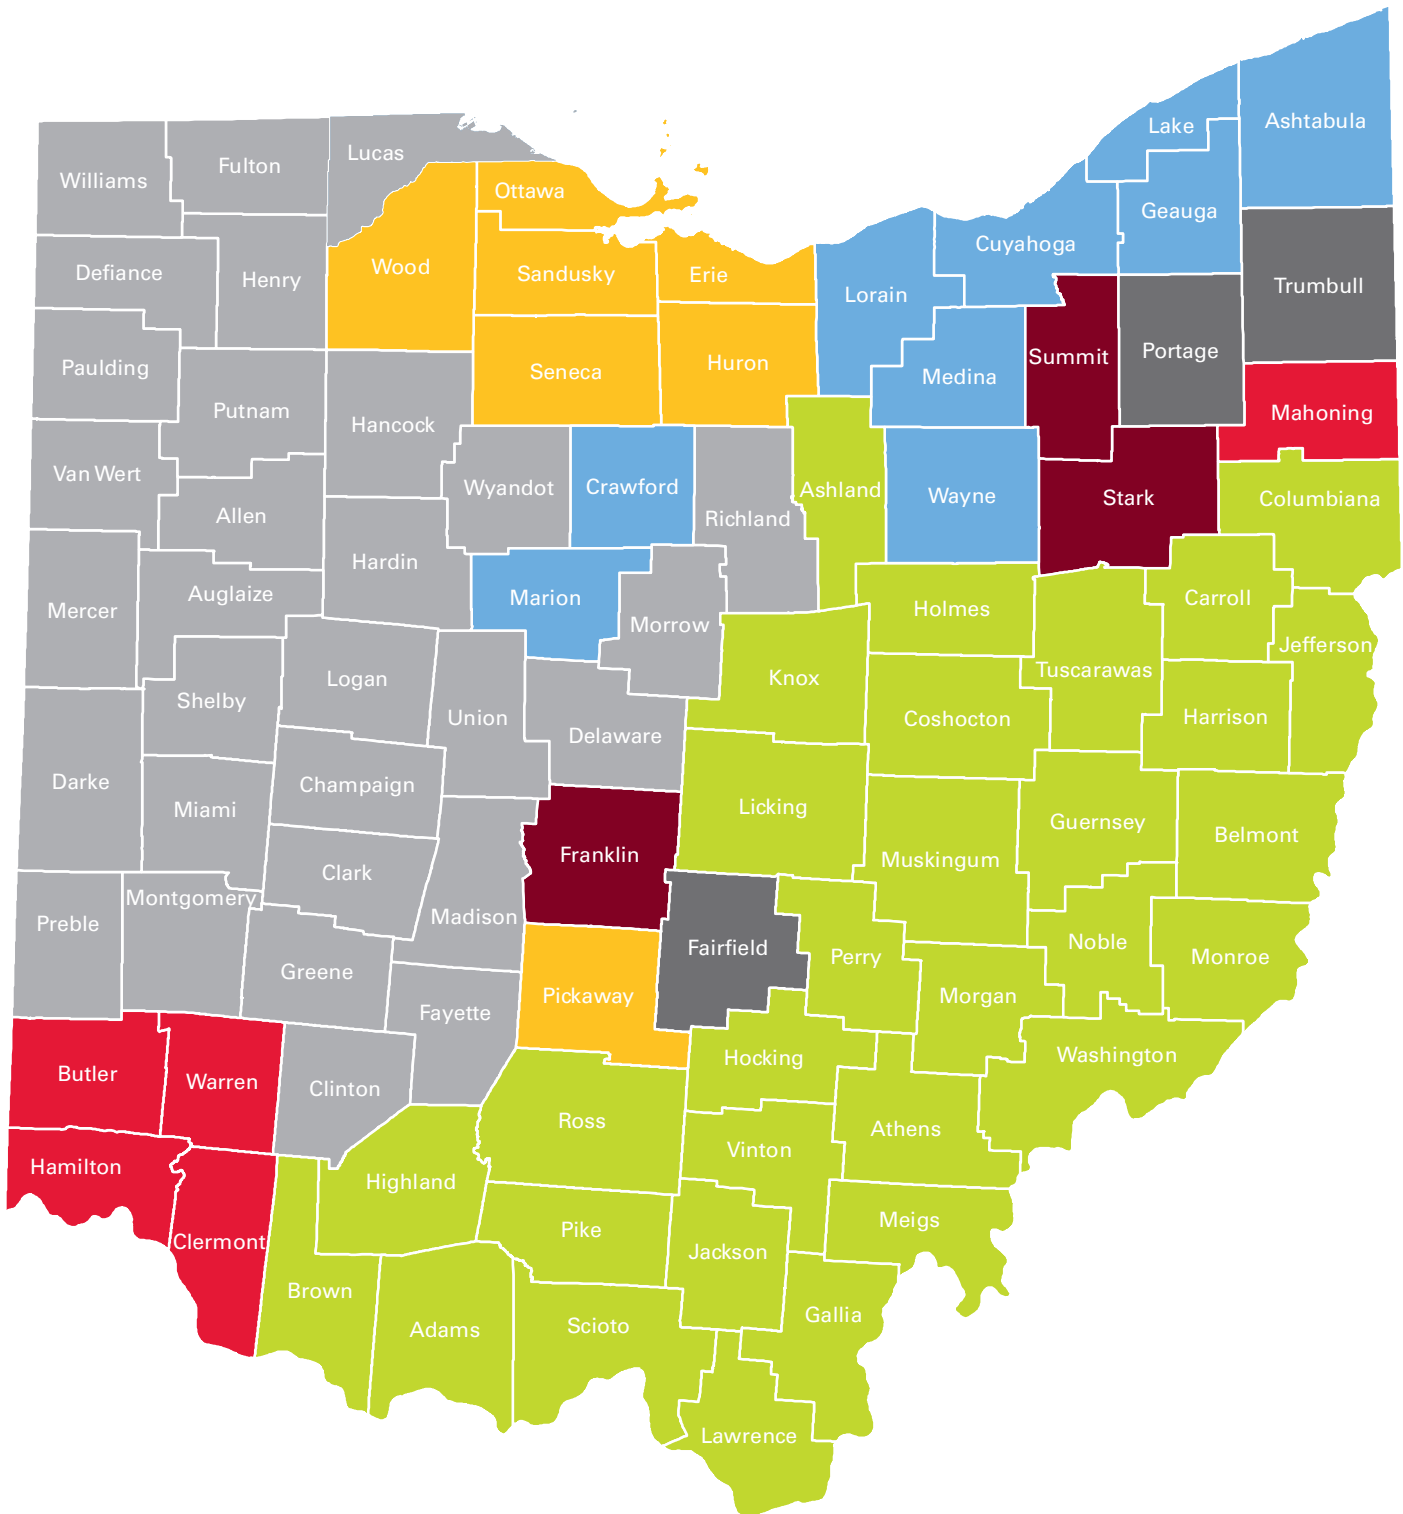 Ashtabula
Lake
Lucas
Fulton
Williams
Ottawa
Geauga
Cuyahoga
Wood
Sandusky
Erie
Defiance
Henry
Lorain
Trumbull
Summit
Portage
Paulding
Seneca
Huron
Medina
Putnam
Hancock
Mahoning
Van Wert
Wyandot
Crawford
Ashland
Wayne
Stark
Columbiana
Allen
Richland
Hardin
Auglaize
Marion
Carroll
Mercer
Holmes
Morrow
Jefferson
Logan
Knox
Tuscarawas
Shelby
Union
Coshocton
Harrison
Delaware
Darke
Champaign
Miami
Licking
Guernsey
Belmont
Franklin
Muskingum
Clark
Montgomery
Preble
Madison
Fairfield
Noble
Perry
Monroe
Greene
Pickaway
Morgan
Fayette
Hocking
Washington
Butler
Warren
Clinton
Ross
Athens
Vinton
Hamilton
Highland
Meigs
Pike
Clermont
Jackson
Brown
Gallia
Adams
Scioto
Lawrence